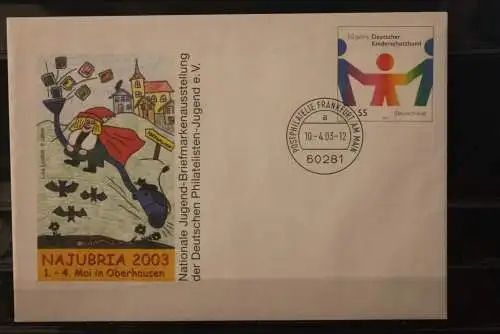 50 Jahre Deutscher
Kinderschutzbund
55
Deutschland
POSTPHILATELIE FRANKFURT AM MAIN
a
10-4.03-12
60281
Nationale Jugend-Briefmarkenausstellung
der Deutschen Philatelisten-Jugend e.V.
NAJUBRIA 2003
1. - 4. Mai in Oberhausen